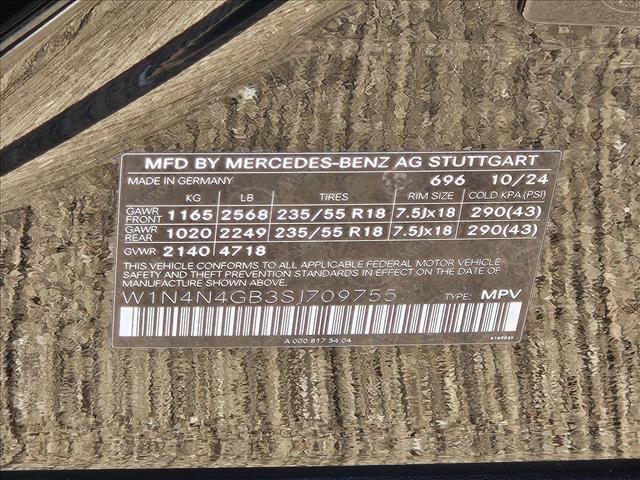 MFD BY MERCEDES-BENZ AG STUTTGART
MADE IN GERMANY 696 10/24
KG LB TIRES RIM SIZE COLD KPA (PSI)
GAWR FRONT 1165 2568 235/55 R18 7.5Jx18 290(43)
GAWR REAR 1020 2249 235/55 R18 7.5Jx18 290(43)
GVWR 2140 4718
THIS VEHICLE CONFORMS TO ALL APPLICABLE FEDERAL MOTOR VEHICLE
SAFETY AND THEFT PREVENTION STANDARDS IN EFFECT ON THE DATE OF
MANUFACTURE SHOWN ABOVE.
W1N4N4GB3SJ709755 TYPE: MPV
A 000 817 54 04